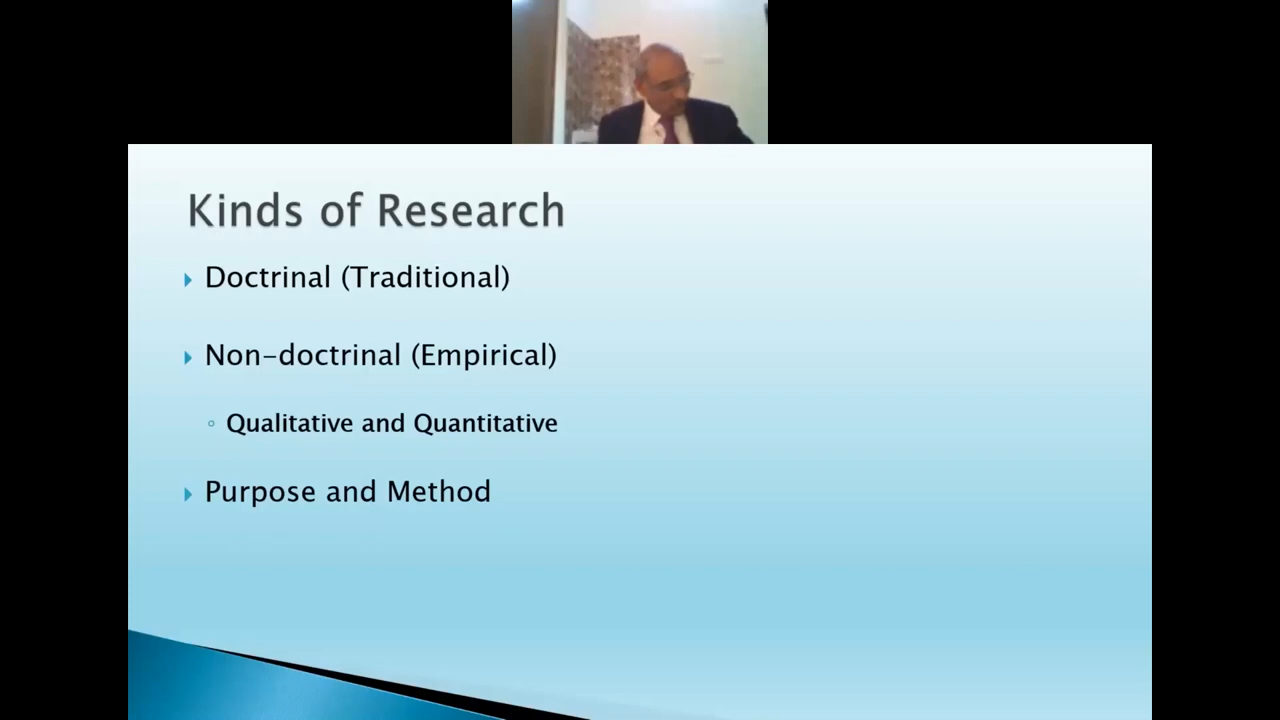 Kinds of Research
Doctrinal (Traditional)
Non-doctrinal (Empirical)
Qualitative and Quantitative
Purpose and Method